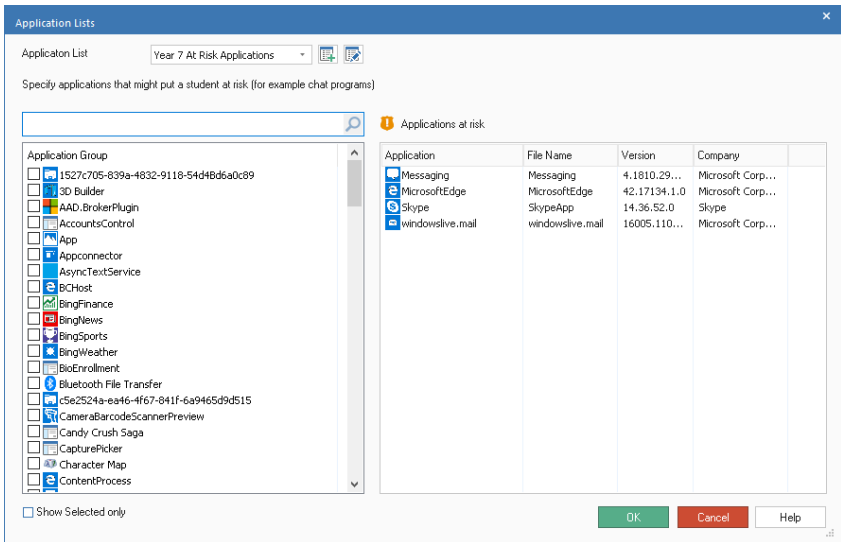 Application Lists
Applicaton List
Year 7 At Risk Applications
Specify applications that might put a student at risk (for example chat programs)
Applications at risk
Application Group
1527c705-839a-4832-9118-54d4Bd6a0c89
3D Builder
AAD.BrokerPlugin
AccountsControl
App
Appconnector
AsyncTextService
BCHost
BingFinance
BingNews
BingSports
BingWeather
BioEnrollment
Bluetooth File Transfer
c5e2524a-ea46-4f67-841f-6a9465d9d515
CameraBarcodeScannerPreview
Candy Crush Saga
CapturePicker
Character Map
ContentProcess
Application File Name Version Company
Messaging Messaging 4.1810.29... Microsoft Corp...
MicrosoftEdge MicrosoftEdge 42.17134.1.0 Microsoft Corp...
Skype SkypeApp 14.36.52.0 Skype
windowslive.mail windowslive.mail 16005.110... Microsoft Corp...
Show Selected only
OK Cancel Help